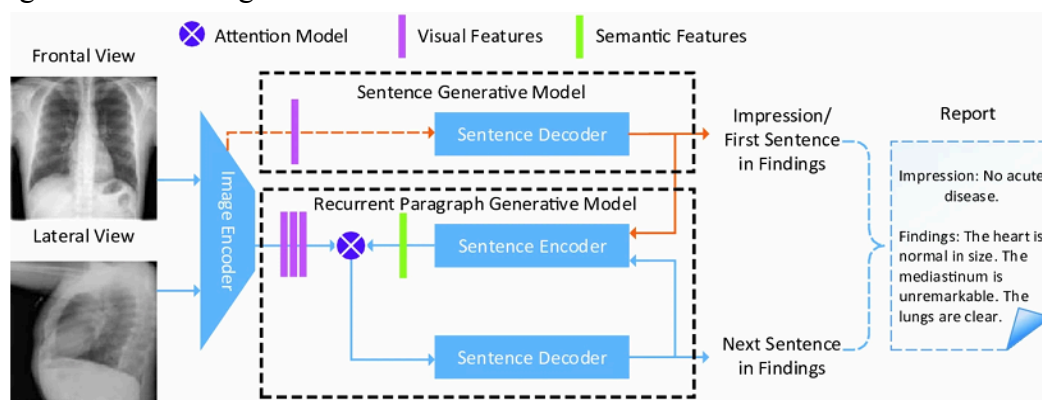 Attention Model
Visual Features
Semantic Features
Frontal View
Lateral View
Image Encoder
Sentence Generative Model
Sentence Decoder
Recurrent Paragraph Generative Model
Sentence Encoder
Sentence Decoder
Impression/
First Sentence
in Findings
Next Sentence
in Findings
Report
Impression: No acute
disease.
Findings: The heart is
normal in size. The
mediastinum is
unremarkable. The
lungs are clear.